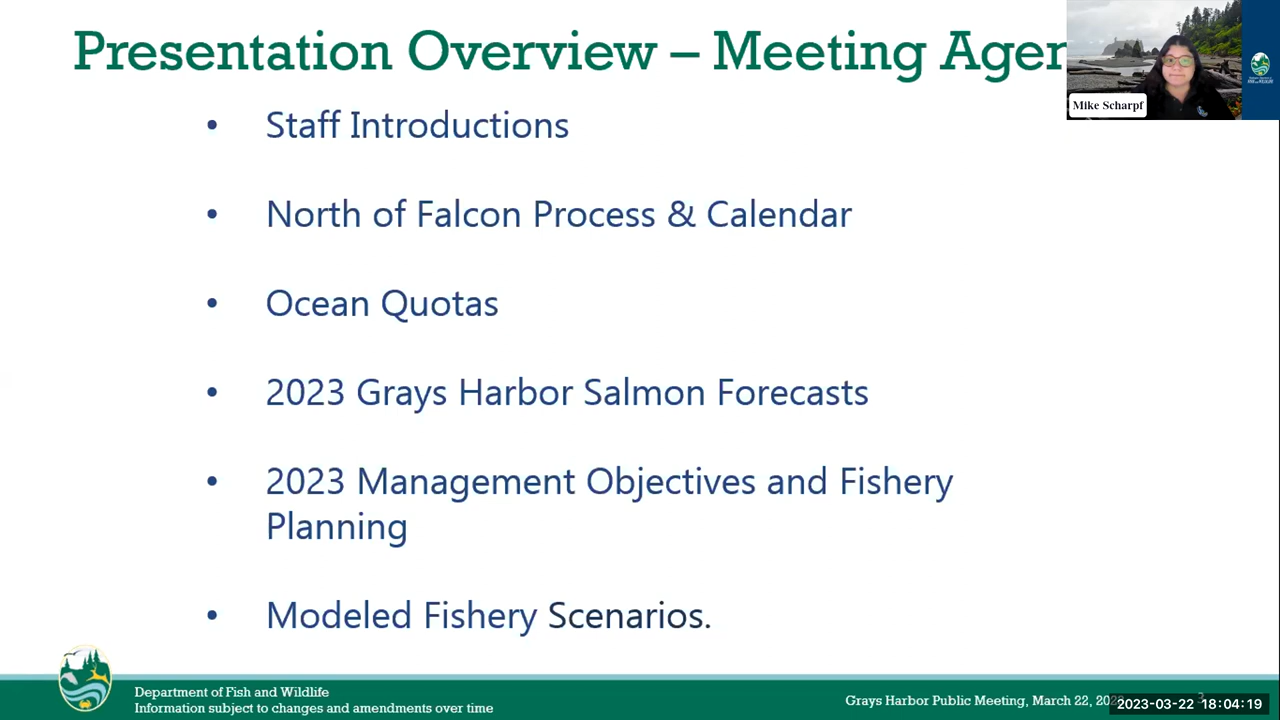 Presentation Overview – Meeting Agen
Mike Scharpf
• Staff Introductions
• North of Falcon Process & Calendar
• Ocean Quotas
• 2023 Grays Harbor Salmon Forecasts
• 2023 Management Objectives and Fishery
Planning
• Modeled Fishery Scenarios.
Department of Fish and Wildlife
Information subject to changes and amendments over time
Grays Harbor Public Meeting, March 22, 202
3
2023-03-22 18:04:19